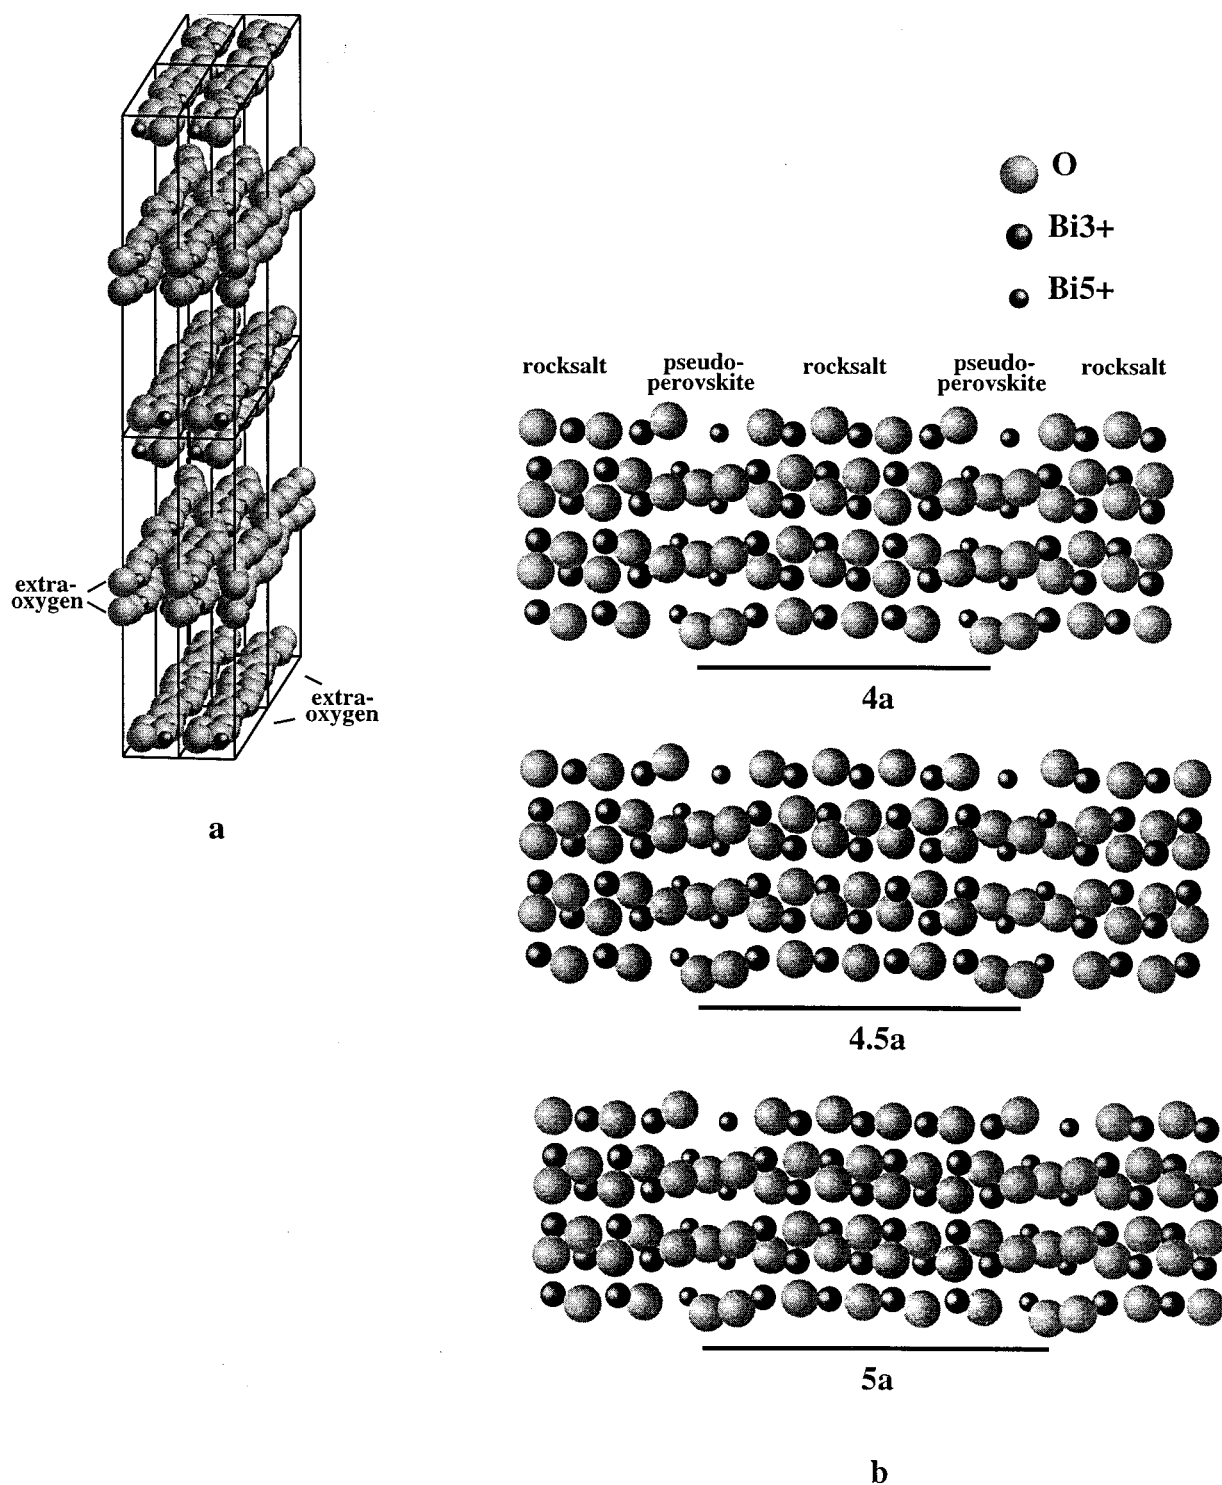 O
Bi3+
Bi5+
rocksalt
pseudo-
perovskite
rocksalt
pseudo-
perovskite
rocksalt
4a
4.5a
5a
b
extra-
oxygen
extra-
oxygen
a